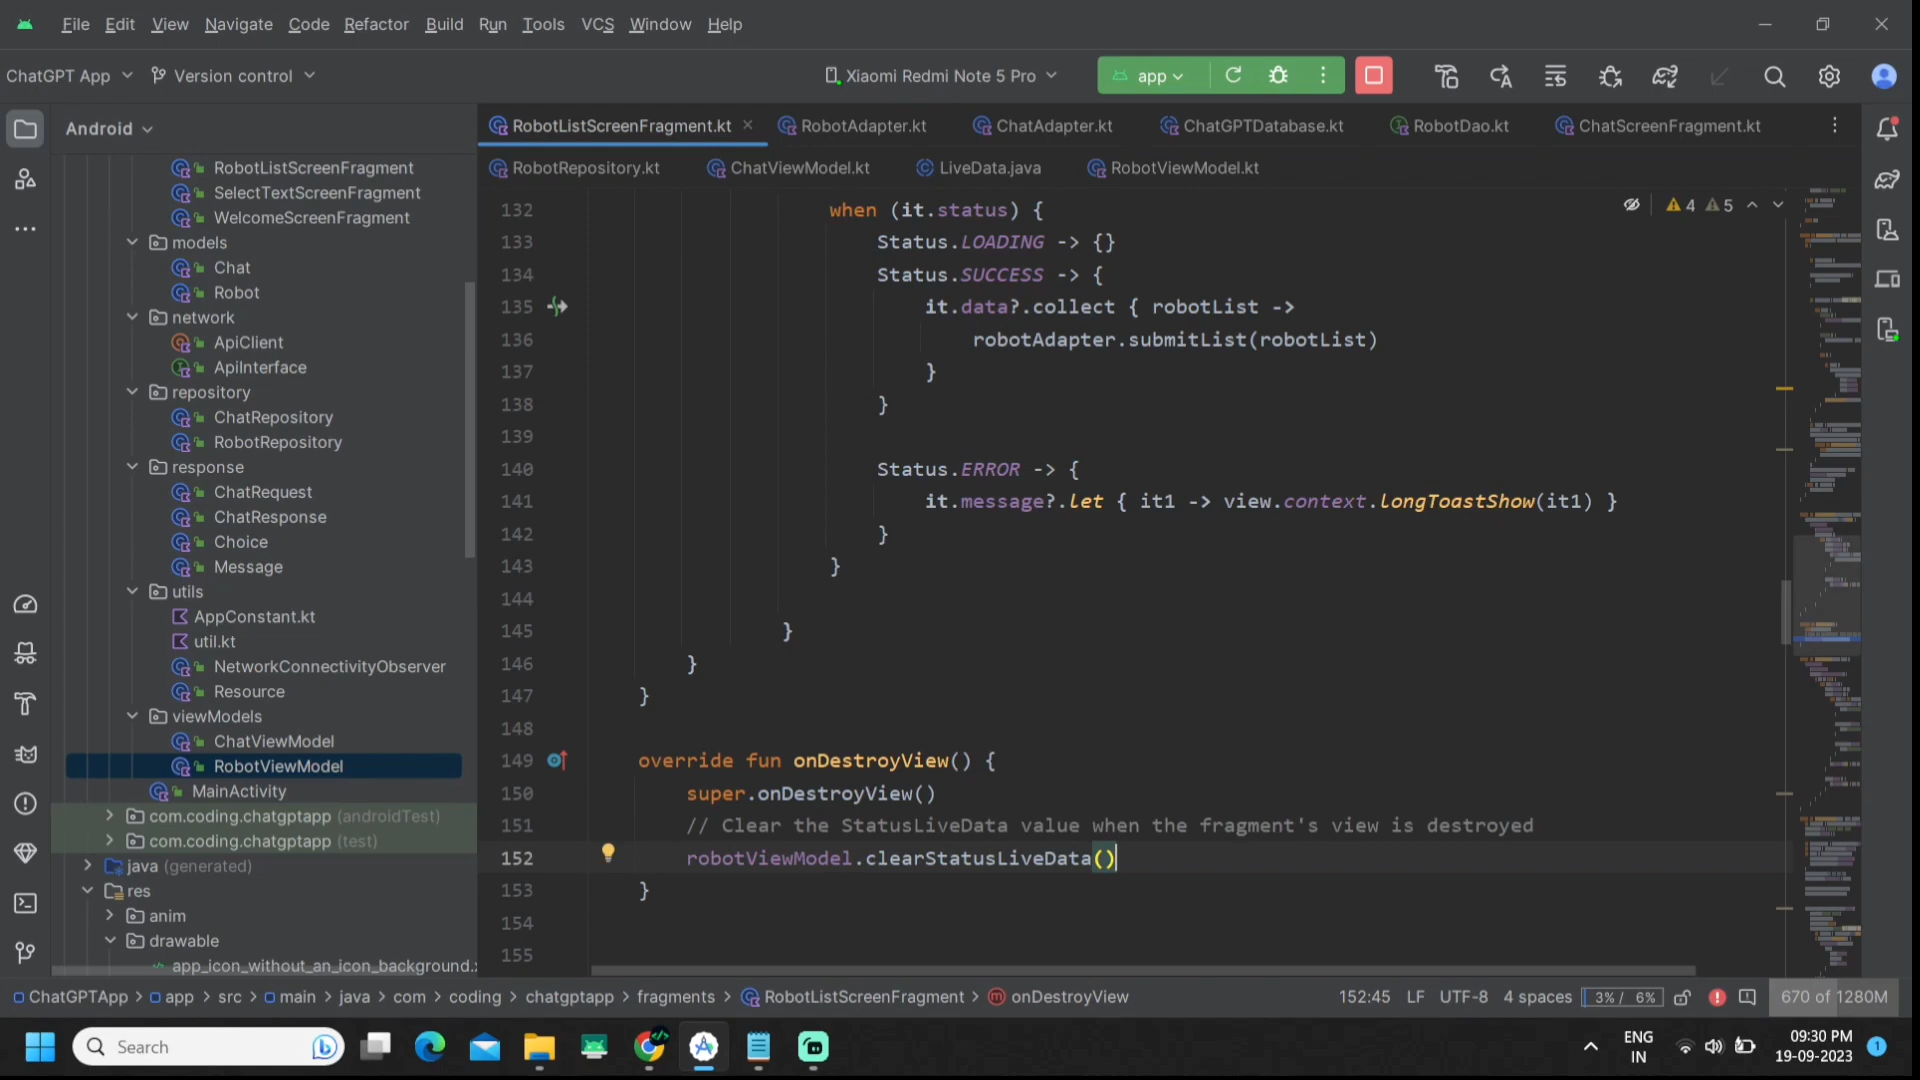 File Edit View Navigate Code Refactor Build Run Tools VCS Window Help
ChatGPT App Version control Xiaomi Redmi Note 5 Pro app
Android
RobotListScreenFragment.kt RobotAdapter.kt ChatAdapter.kt ChatGPTDatabase.kt RobotDao.kt ChatScreenFragment.kt
RobotRepository.kt ChatViewModel.kt LiveData.java RobotViewModel.kt
RobotListScreenFragment
SelectTextScreenFragment
WelcomeScreenFragment
models
Chat
Robot
network
ApiClient
ApiInterface
repository
ChatRepository
RobotRepository
response
ChatRequest
ChatResponse
Choice
Message
utils
AppConstant.kt
util.kt
NetworkConnectivityObserver
Resource
viewModels
ChatViewModel
RobotViewModel
MainActivity
com.coding.chatgptapp (androidTest)
com.coding.chatgptapp (test)
java (generated)
res
anim
drawable
app_icon_without_an_icon_background.
4 5
132 when (it.status) {
133 Status.LOADING -> {}
134 Status.SUCCESS -> {
135 it.data?.collect { robotList ->
136 robotAdapter.submitList(robotList)
137 }
138 }
139
140 Status.ERROR -> {
141 it.message?.let { it1 -> view.context.longToastShow(it1) }
142 }
143 }
144
145 }
146 }
147 }
148
149 override fun onDestroyView() {
150 super.onDestroyView()
151 // Clear the StatusLiveData value when the fragment's view is destroyed
152 robotViewModel.clearStatusLiveData()
153 }
154
155
ChatGPTApp > app > src > main > java > com > coding > chatgptapp > fragments > RobotListScreenFragment > onDestroyView 152:45 LF UTF-8 4 spaces 3% / 6% 670 of 1280M
Search
ENG
IN
09:30 PM
19-09-2023
1